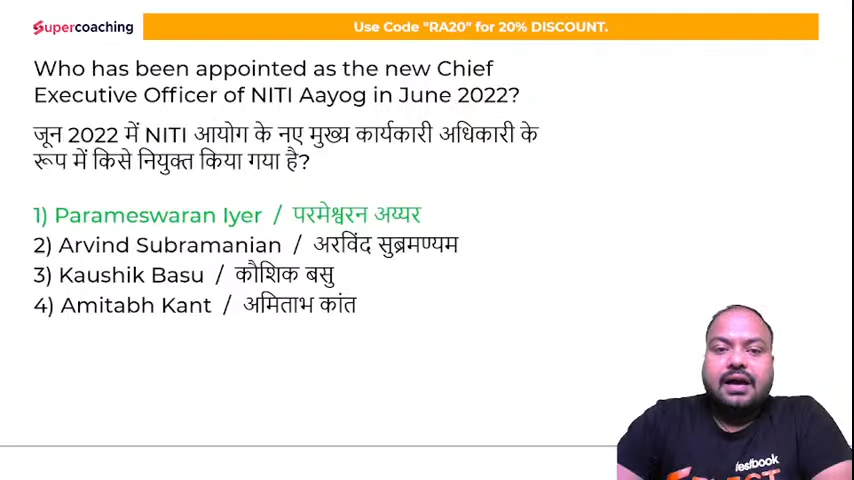 Supercoaching
Use Code "RA20" for 20% DISCOUNT.
Who has been appointed as the new Chief
Executive Officer of NITI Aayog in June 2022?
जून 2022 में NITI आयोग के नए मुख्य कार्यकारी अधिकारी के
रूप में किसे नियुक्त किया गया है?
1) Parameswaran Iyer / परमेश्वरन अय्यर
2) Arvind Subramanian / अरविंद सुब्रमण्यम
3) Kaushik Basu / कौशिक बसु
4) Amitabh Kant / अमिताभ कांत
testbook